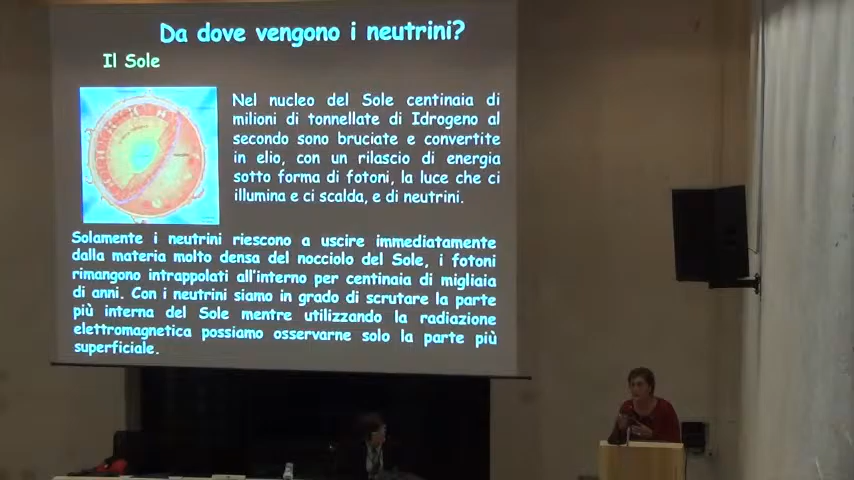 Da dove vengono i neutrini?
Il Sole
Nel nucleo del Sole centinaia di
milioni di tonnellate di Idrogeno al
secondo sono bruciate e convertite
in elio, con un rilascio di energia
sotto forma di fotoni, la luce che ci
illumina e ci scalda, e di neutrini.
Solamente i neutrini riescono a uscire immediatamente
dalla materia molto densa del nocciolo del Sole, i fotoni
rimangono intrappolati all'interno per centinaia di migliaia
di anni. Con i neutrini siamo in grado di scrutare la parte
più interna del Sole mentre utilizzando la radiazione
elettromagnetica possiamo osservarne solo la parte più
superficiale.